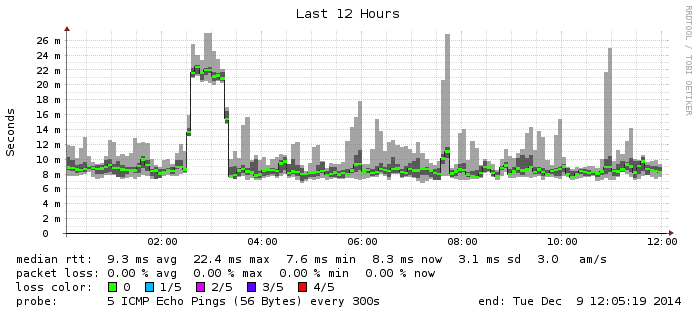 Last 12 Hours
RRDTOOL / TOBI OETIKER
Seconds
26 m
24 m
22 m
20 m
18 m
16 m
14 m
12 m
10 m
8 m
6 m
4 m
2 m
0
02:00 04:00 06:00 08:00 10:00 12:00
median rtt: 9.3 ms avg 22.4 ms max 7.6 ms min 8.3 ms now 3.1 ms sd 3.0 am/s
packet loss: 0.00 % avg 0.00 % max 0.00 % min 0.00 % now
loss color: 0 1/5 2/5 3/5 4/5
probe: 5 ICMP Echo Pings (56 Bytes) every 300s end: Tue Dec 9 12:05:19 2014